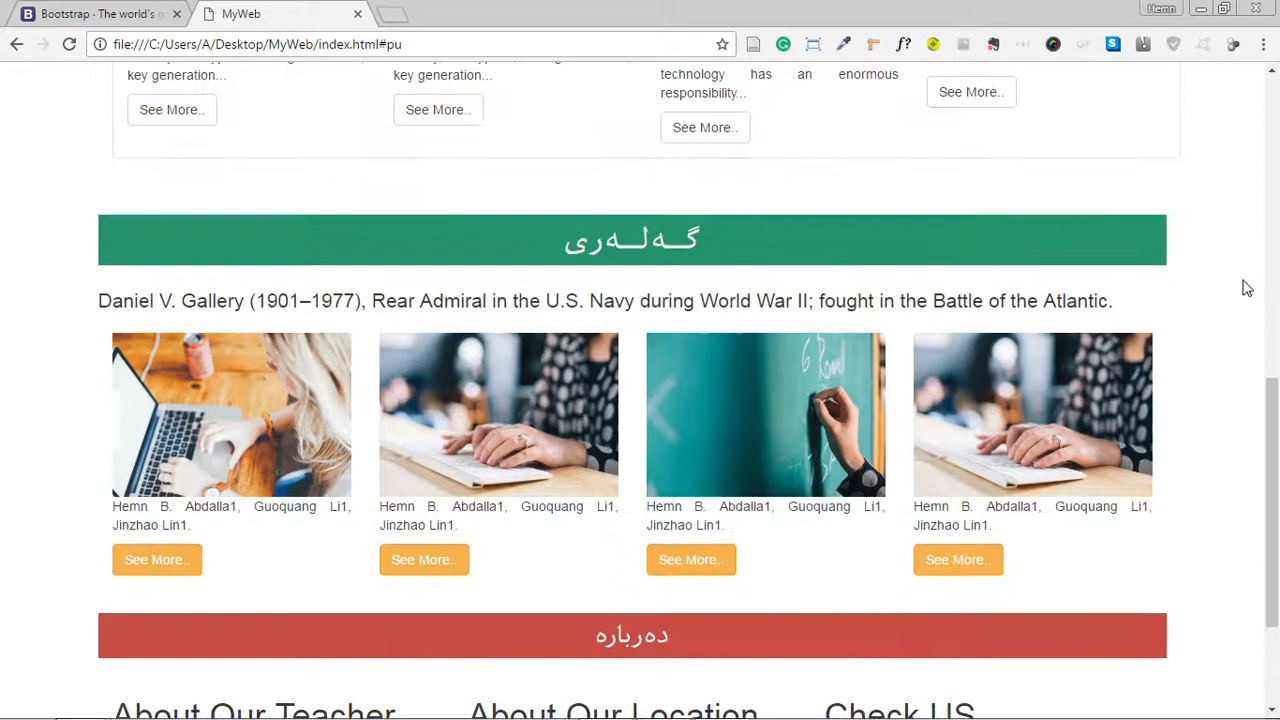 Bootstrap - The world's m
MyWeb
Hemn
file:///C:/Users/A/Desktop/MyWeb/index.html#pu
key generation...
key generation...
technology has an enormous
responsibility...
See More..
See More..
See More..
See More..
گـــەلـــەری
Daniel V. Gallery (1901–1977), Rear Admiral in the U.S. Navy during World War II; fought in the Battle of the Atlantic.
Hemn B. Abdalla1, Guoquang Li1,
Jinzhao Lin1.
See More..
Hemn B. Abdalla1, Guoquang Li1,
Jinzhao Lin1.
See More..
Hemn B. Abdalla1, Guoquang Li1,
Jinzhao Lin1.
See More..
Hemn B. Abdalla1, Guoquang Li1,
Jinzhao Lin1.
See More..
دەربارە
About Our Teacher
About Our Location
Check US